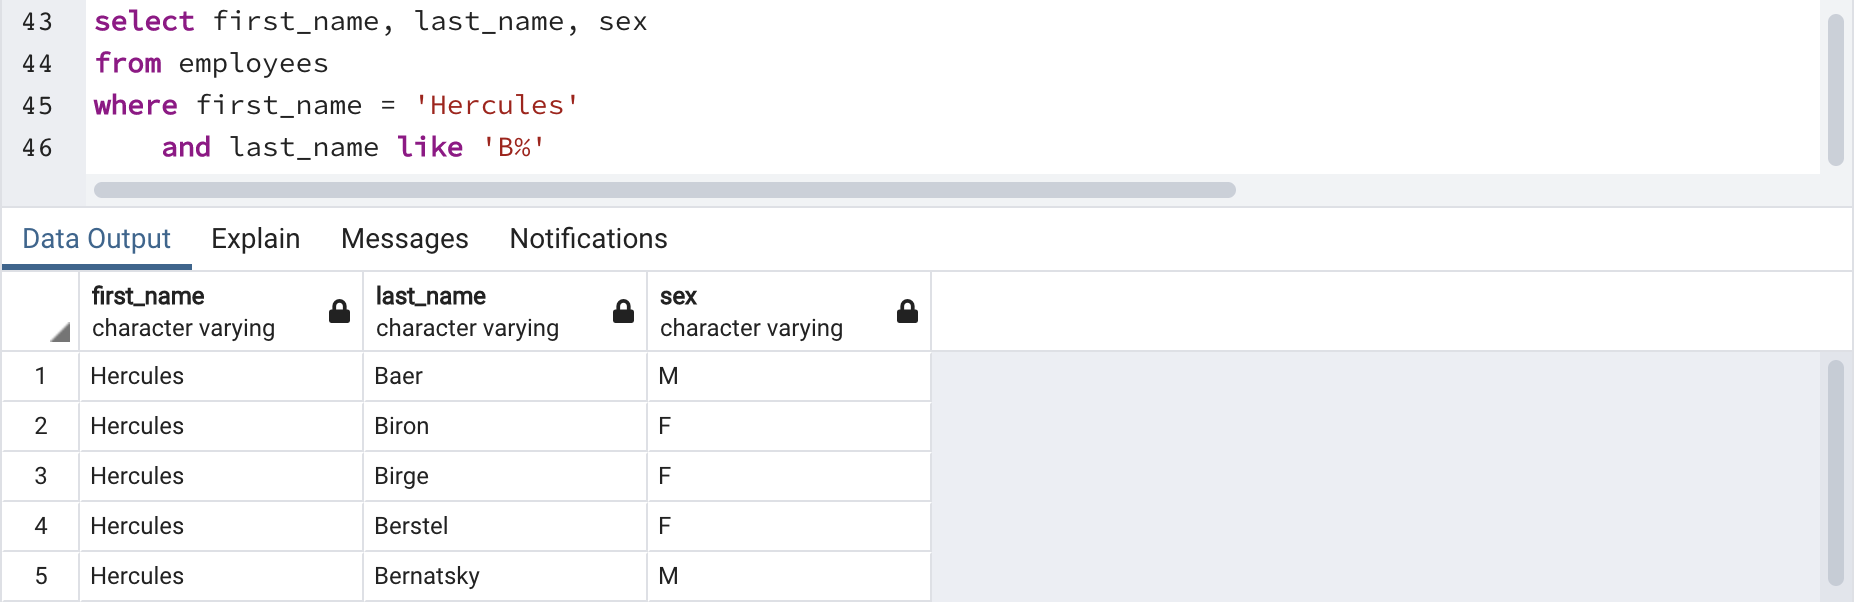 43 select first_name, last_name, sex
44 from employees
45 where first_name = 'Hercules'
46     and last_name like 'B%'
Data Output Explain Messages Notifications
first_name last_name sex
character varying character varying character varying
1 Hercules Baer M
2 Hercules Biron F
3 Hercules Birge F
4 Hercules Berstel F
5 Hercules Bernatsky M